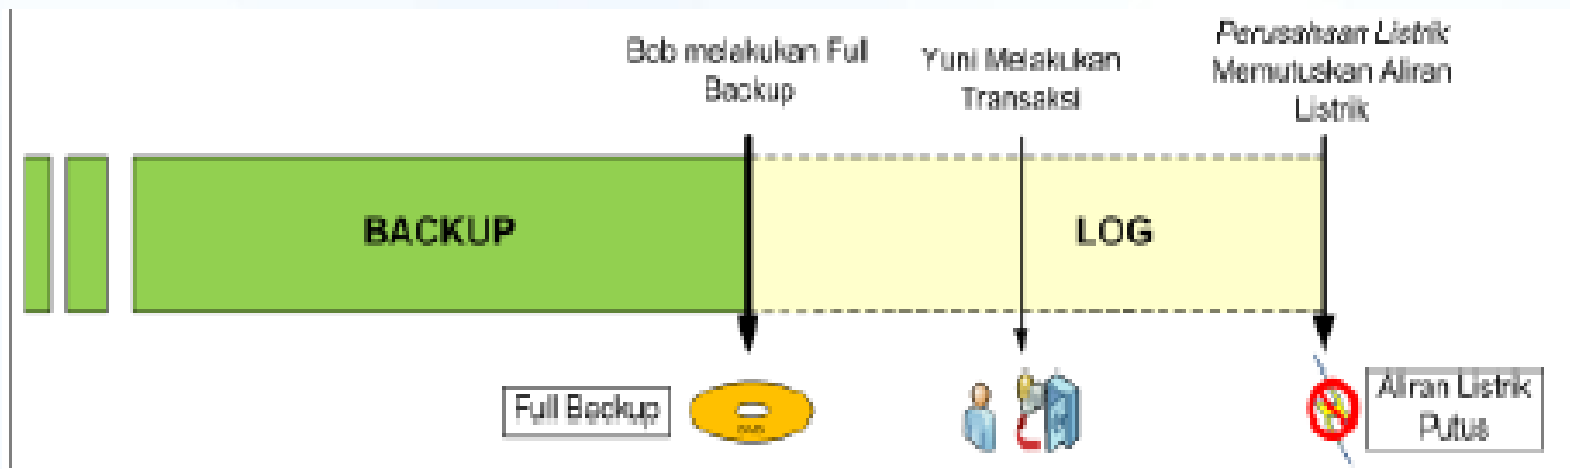 Bob melakukan Full
Backup
Yuni Melakukan
Transaksi
Perusahaan Listrik
Memutuskan Aliran
Listrik
BACKUP
LOG
Full Backup
Aliran Listrik
Putus